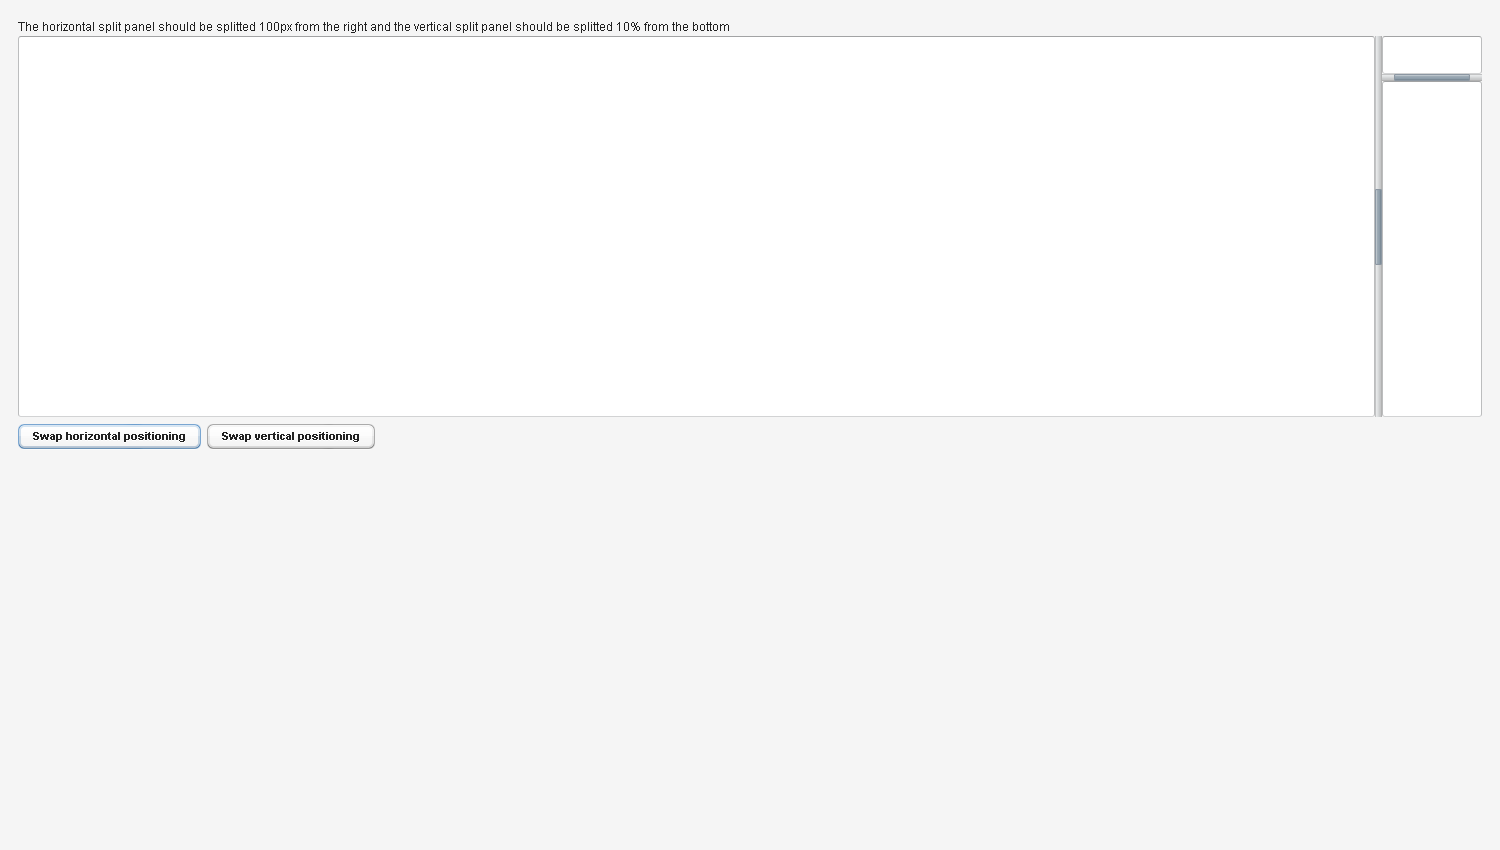 The horizontal split panel should be splitted 100px from the right and the vertical split panel should be splitted 10% from the bottom
Swap horizontal positioning
Swap vertical positioning